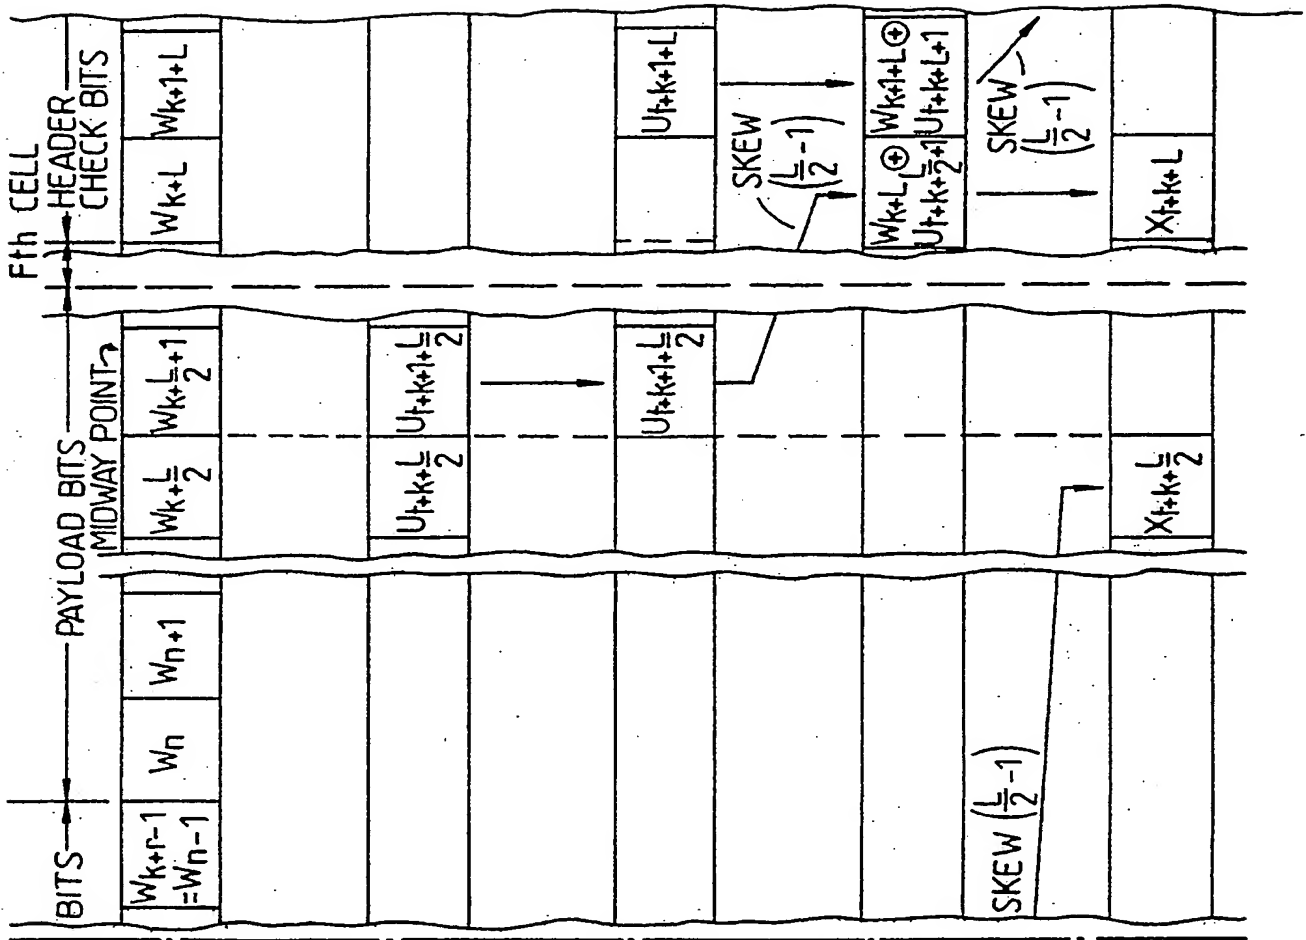 BITS
PAYLOAD BITS
MIDWAY POINT
Fth CELL
HEADER
CHECK BITS
Wk+r-1
=Wn-1
Wn
Wn+1
Wk+L/2
Wk+L/2+1
Wk+L
Wk+1+L
Ut+k+L/2
Ut+k+1+L/2
Ut+k+1+L/2
Ut+k+1+L
SKEW
(L/2-1)
Wk+L⊕
Ut+k+L/2+1
Wk+1+L⊕
Ut+k+L+1
SKEW (L/2-1)
SKEW
(L/2-1)
Xt+k+L/2
Xt+k+L